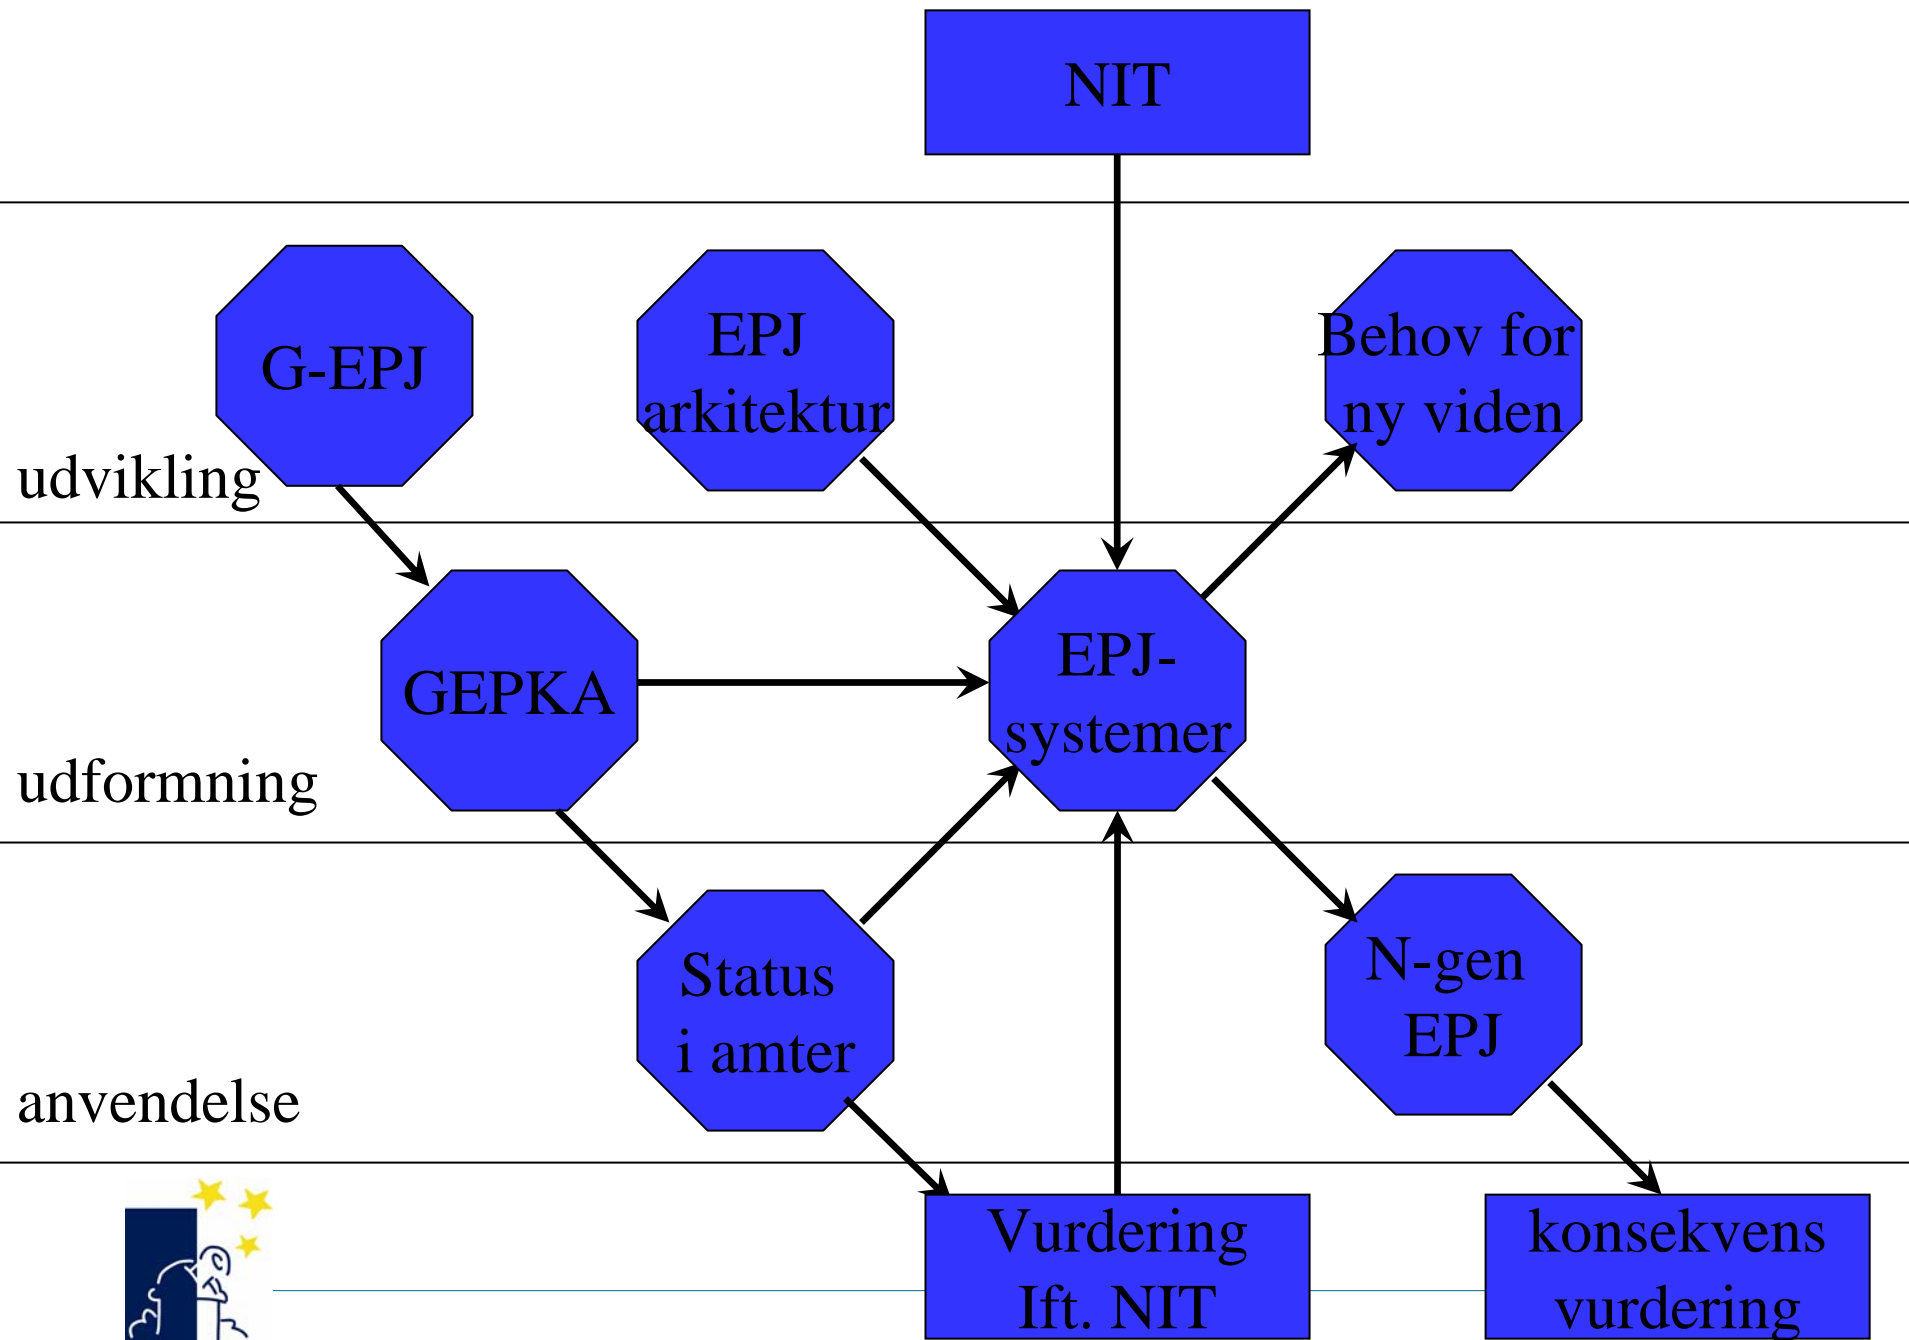 NIT
G-EPJ
EPJ
arkitektur
Behov for
ny viden
udvikling
GEPKA
EPJ-
systemer
udformning
Status
i amter
N-gen
EPJ
anvendelse
Vurdering
Ift. NIT
konsekvens
vurdering